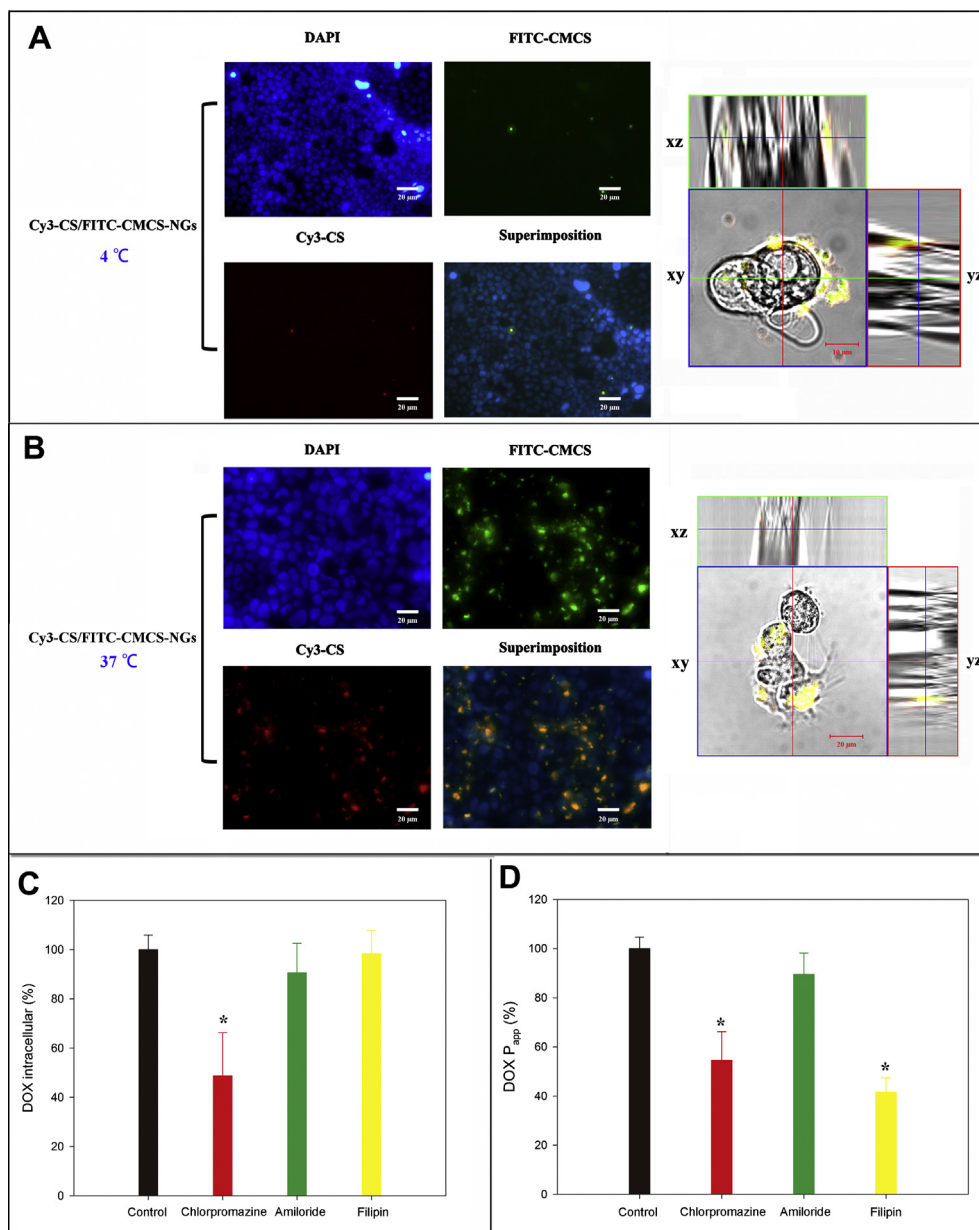 A
DAPI
FITC-CMCS
20 μm
20 μm
Cy3-CS/FITC-CMCS-NGs
4 ℃
Cy3-CS
Superimposition
20 μm
20 μm
xz
xy
yz
10 μm
B
DAPI
FITC-CMCS
20 μm
20 μm
Cy3-CS/FITC-CMCS-NGs
37 ℃
Cy3-CS
Superimposition
20 μm
20 μm
xz
xy
yz
20 μm
C
DOX intracellular (%)
120
100
80
60
40
20
0
*
Control
Chlorpromazine
Amiloride
Filipin
D
DOX Papp (%)
120
100
80
60
40
20
0
*
*
Control
Chlorpromazine
Amiloride
Filipin